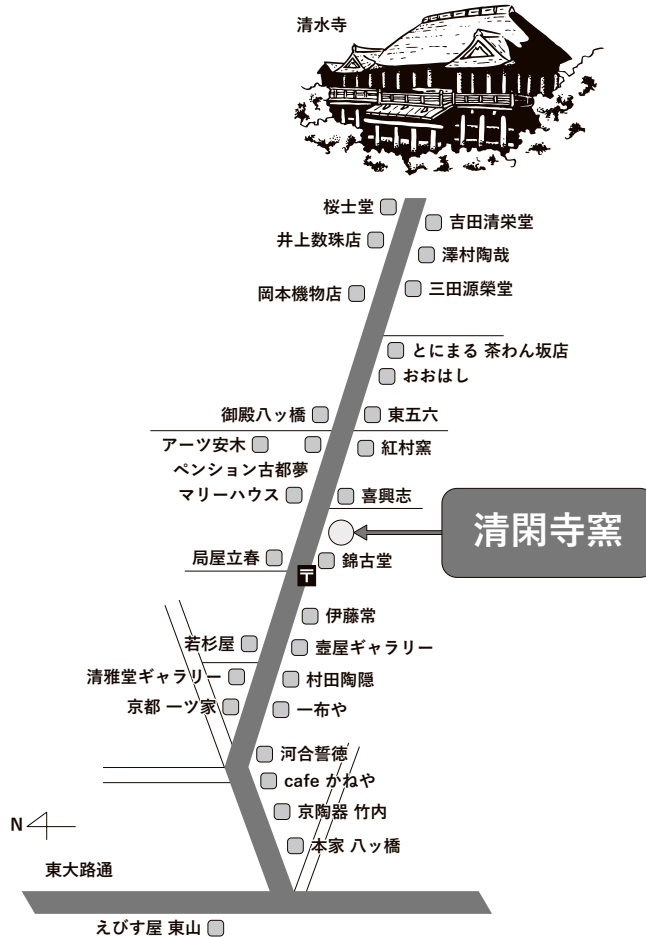 清水寺
桜士堂
吉田清栄堂
井上数珠店
澤村陶哉
岡本機物店
三田源榮堂
とにまる 茶わん坂店
おおはし
御殿八ッ橋
東五六
アーツ安木
紅村窯
ペンション古都夢
マリーハウス
喜興志
清閑寺窯
局屋立春
錦古堂
〒
伊藤常
若杉屋
壹屋ギャラリー
清雅堂ギャラリー
村田陶隠
京都 一ツ家
一布や
河合誓徳
cafe かねや
京陶器 竹内
N
本家 八ッ橋
東大路通
えびす屋 東山